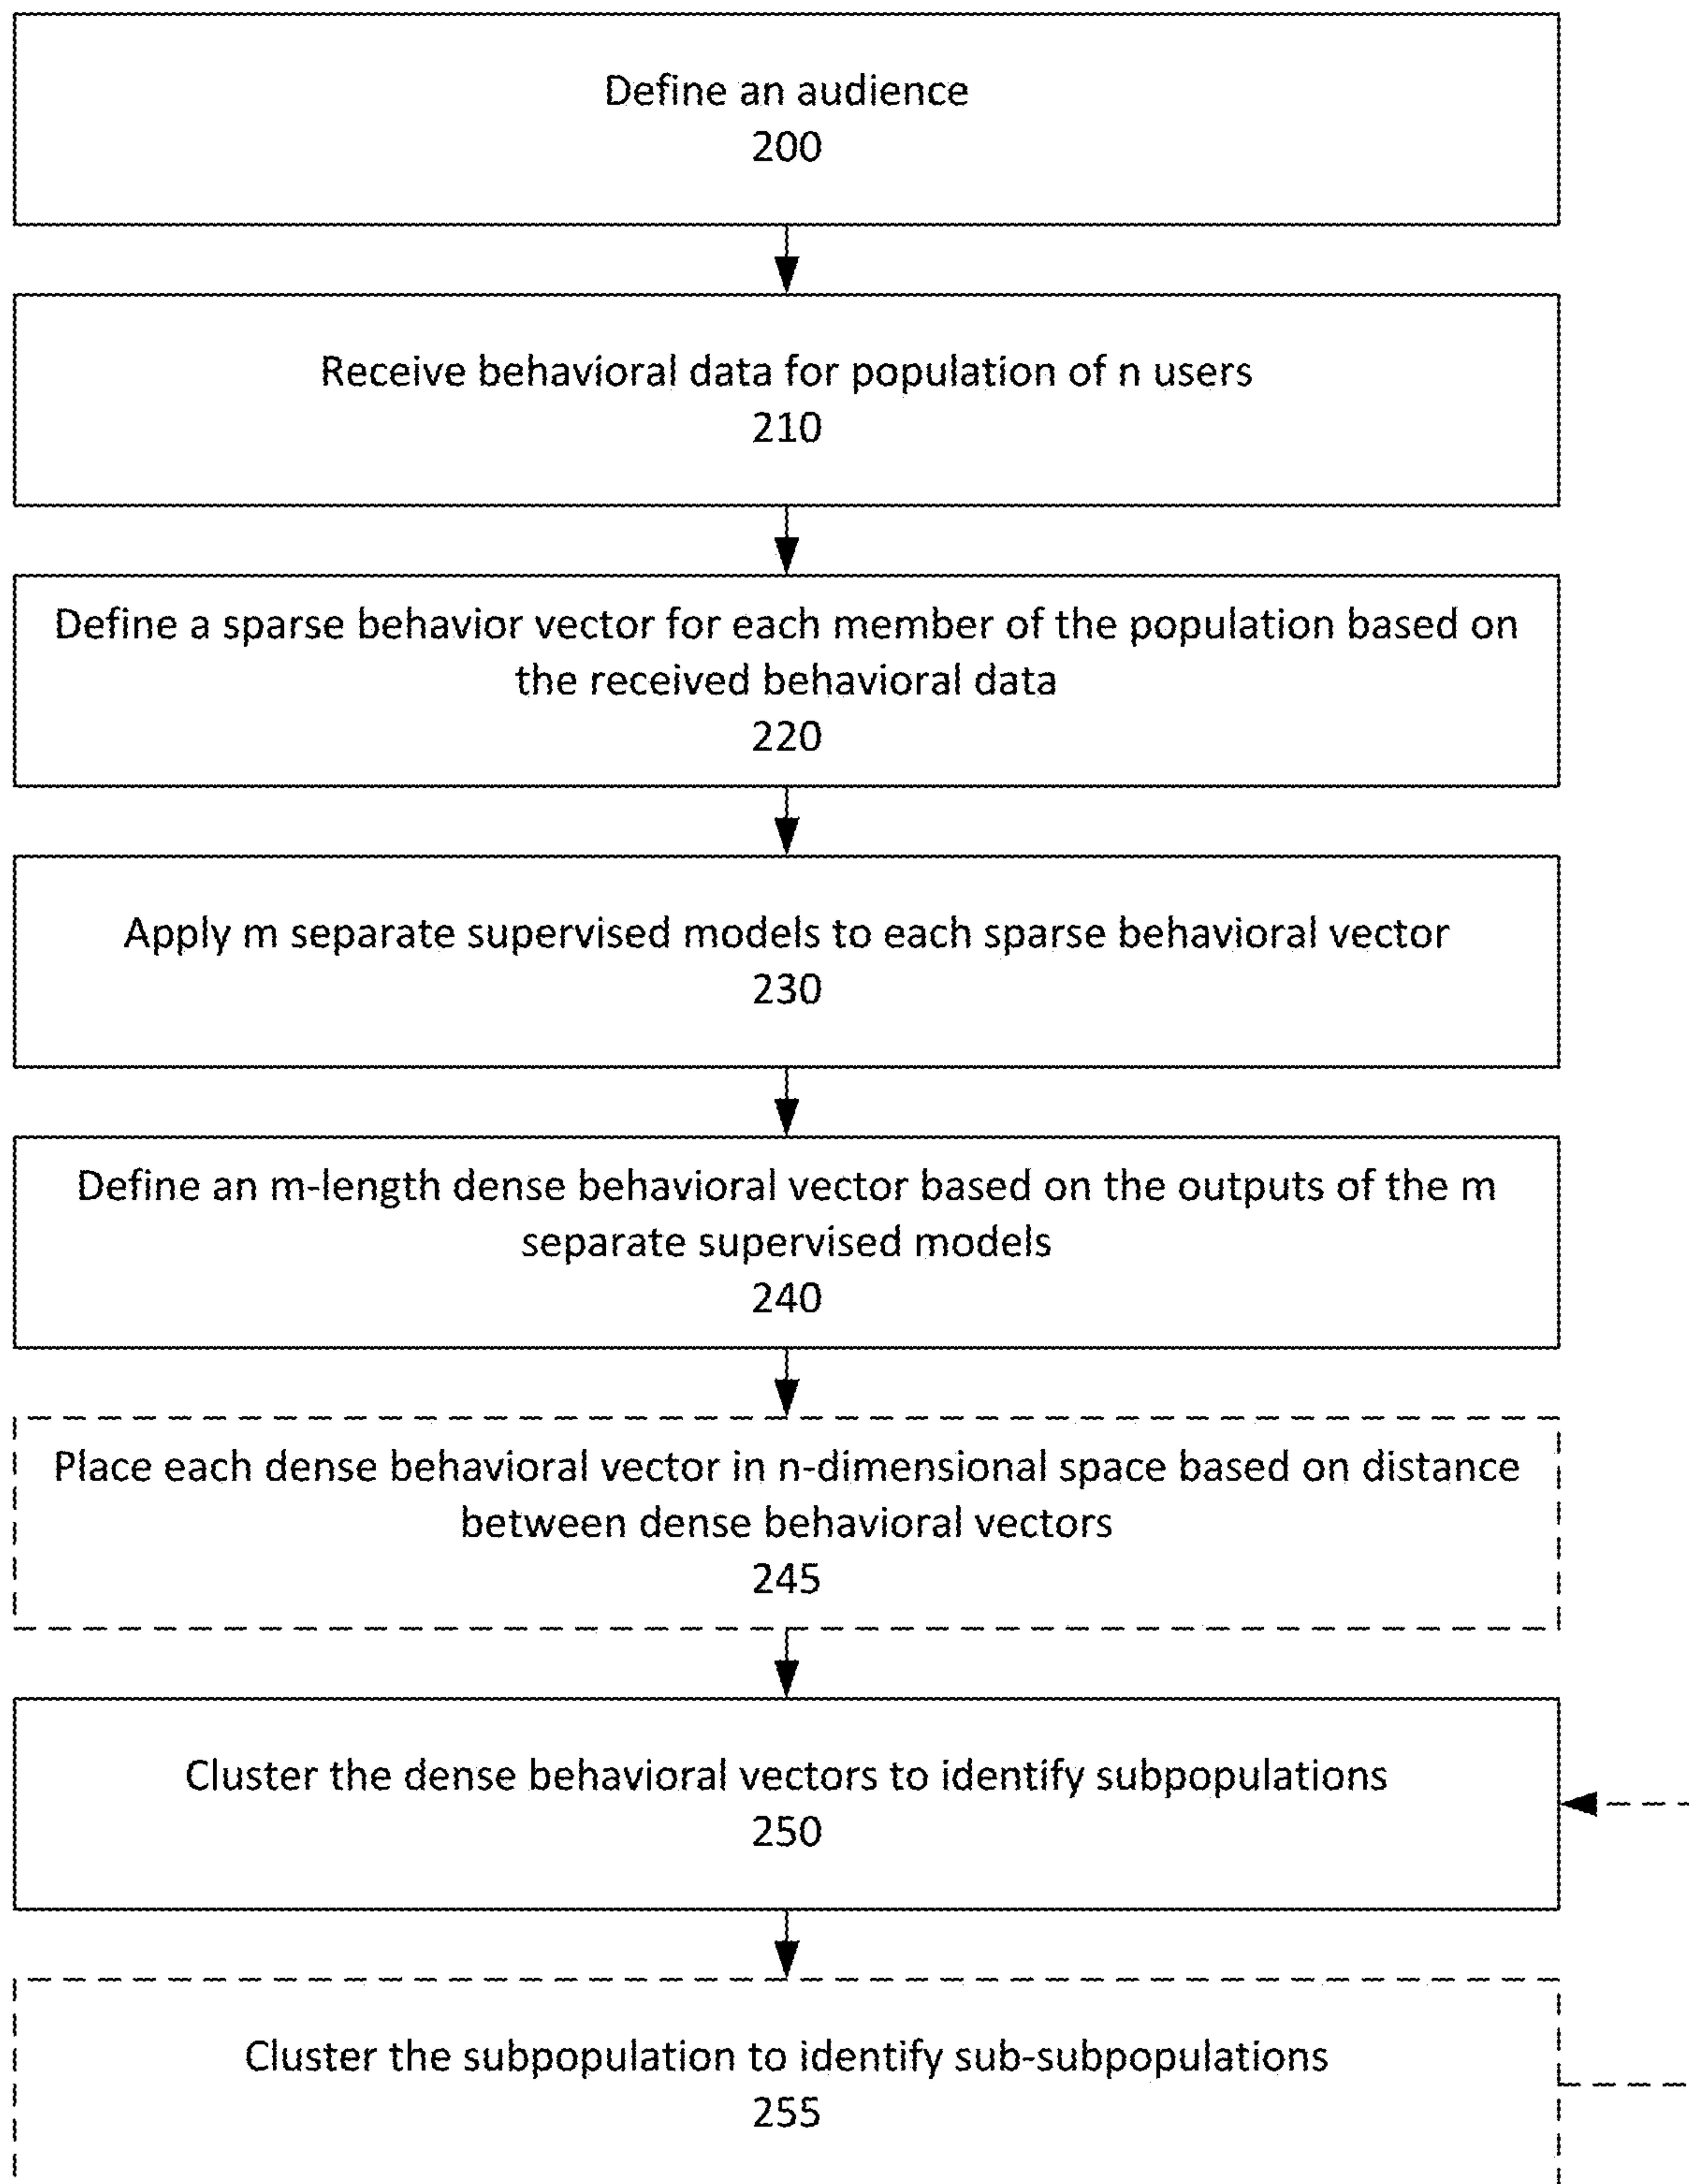 Define an audience
200
Receive behavioral data for population of n users
210
Define a sparse behavior vector for each member of the population based on
the received behavioral data
220
Apply m separate supervised models to each sparse behavioral vector
230
Define an m-length dense behavioral vector based on the outputs of the m
separate supervised models
240
Place each dense behavioral vector in n-dimensional space based on distance
between dense behavioral vectors
245
Cluster the dense behavioral vectors to identify subpopulations
250
Cluster the subpopulation to identify sub-subpopulations
255